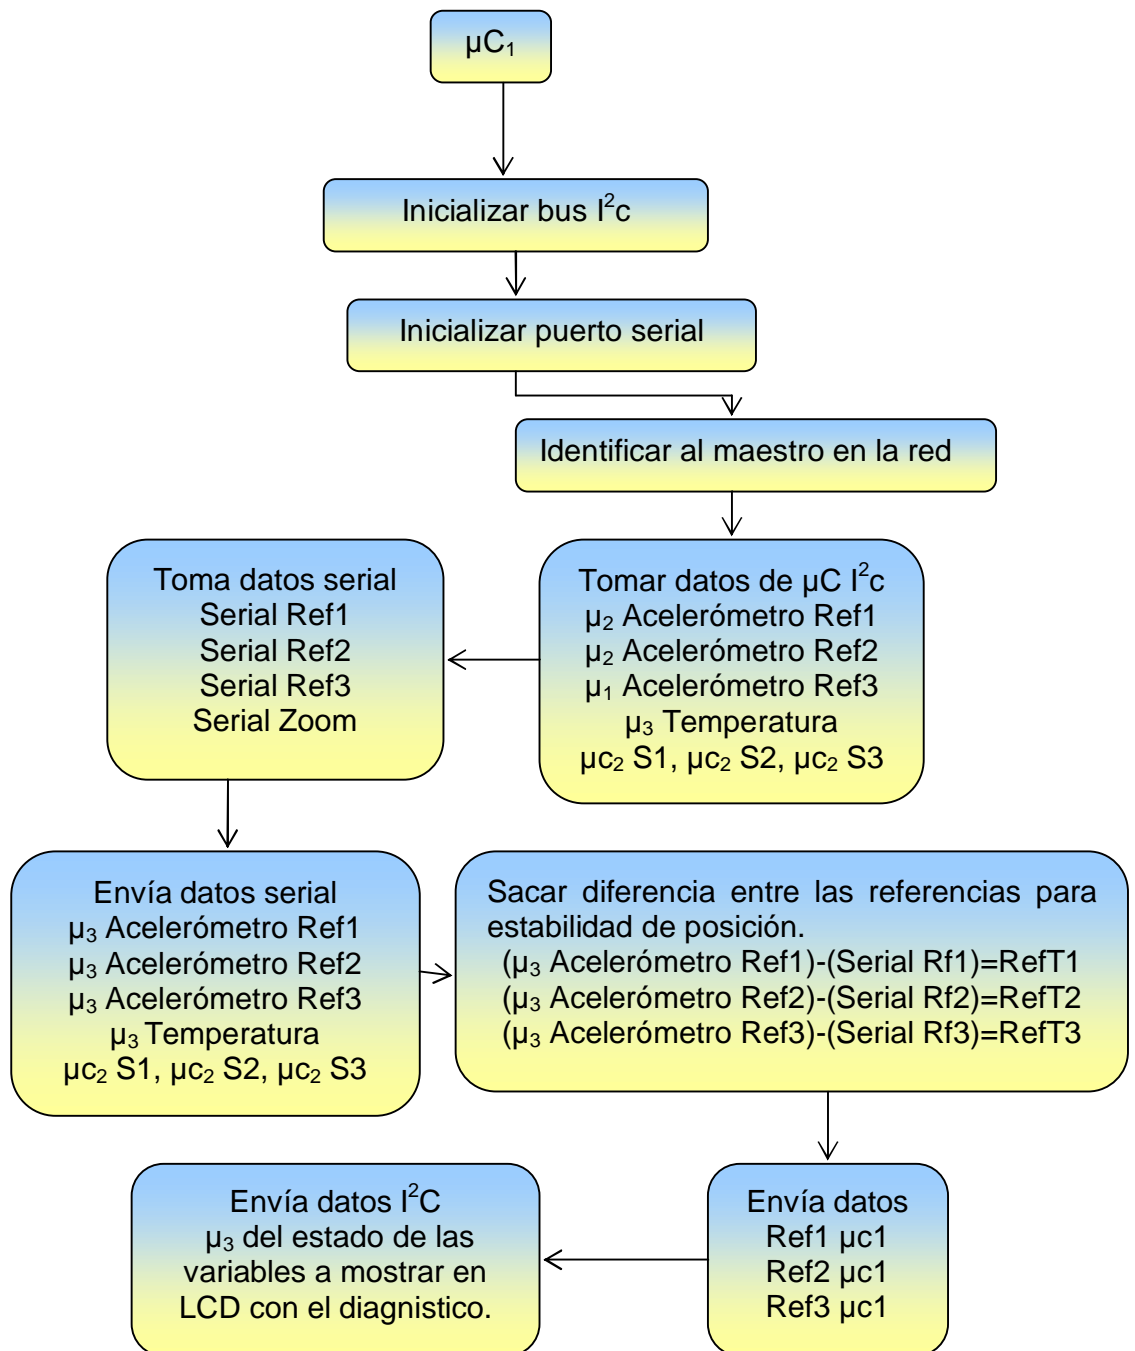 µC₁
Inicializar bus I²c
Inicializar puerto serial
Identificar al maestro en la red
Tomar datos de µC I²c
µ₂ Acelerómetro Ref1
µ₂ Acelerómetro Ref2
µ₁ Acelerómetro Ref3
µ₃ Temperatura
µc₂ S1, µc₂ S2, µc₂ S3
Toma datos serial
Serial Ref1
Serial Ref2
Serial Ref3
Serial Zoom
Envía datos serial
µ₃ Acelerómetro Ref1
µ₃ Acelerómetro Ref2
µ₃ Acelerómetro Ref3
µ₃ Temperatura
µc₂ S1, µc₂ S2, µc₂ S3
Sacar diferencia entre las referencias para
estabilidad de posición.
(µ₃ Acelerómetro Ref1)-(Serial Rf1)=RefT1
(µ₃ Acelerómetro Ref2)-(Serial Rf2)=RefT2
(µ₃ Acelerómetro Ref3)-(Serial Rf3)=RefT3
Envía datos
Ref1 µc1
Ref2 µc1
Ref3 µc1
Envía datos I²C
µ₃ del estado de las
variables a mostrar en
LCD con el diagnistico.